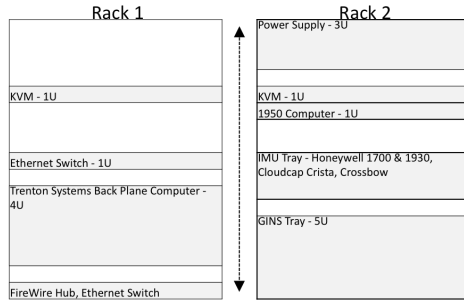 Rack 1
KVM - 1U
Ethernet Switch - 1U
Trenton Systems Back Plane Computer -
4U
FireWire Hub, Ethernet Switch
Rack 2
Power Supply - 3U
KVM - 1U
1950 Computer - 1U
IMU Tray - Honeywell 1700 & 1930,
Cloudcap Crista, Crossbow
GINS Tray - 5U